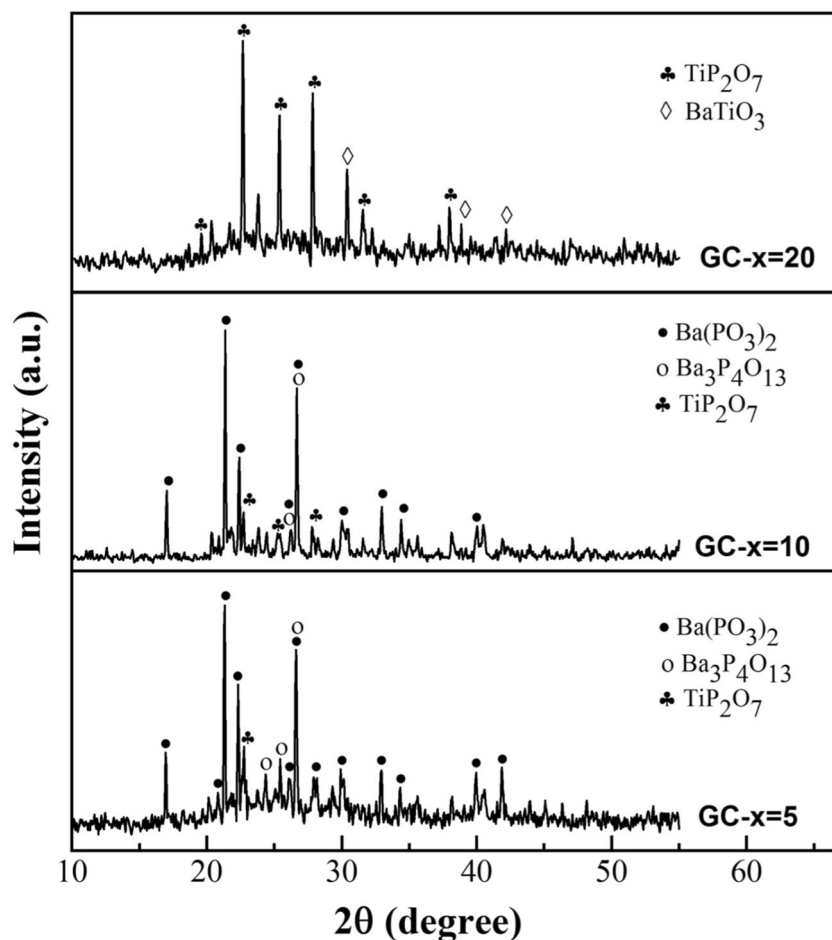 Intensity (a.u.)
♣ TiP₂O₇
◊ BaTiO₃
GC-x=20
● Ba(PO₃)₂
o Ba₃P₄O₁₃
♣ TiP₂O₇
GC-x=10
● Ba(PO₃)₂
o Ba₃P₄O₁₃
♣ TiP₂O₇
GC-x=5
10 20 30 40 50 60
2θ (degree)